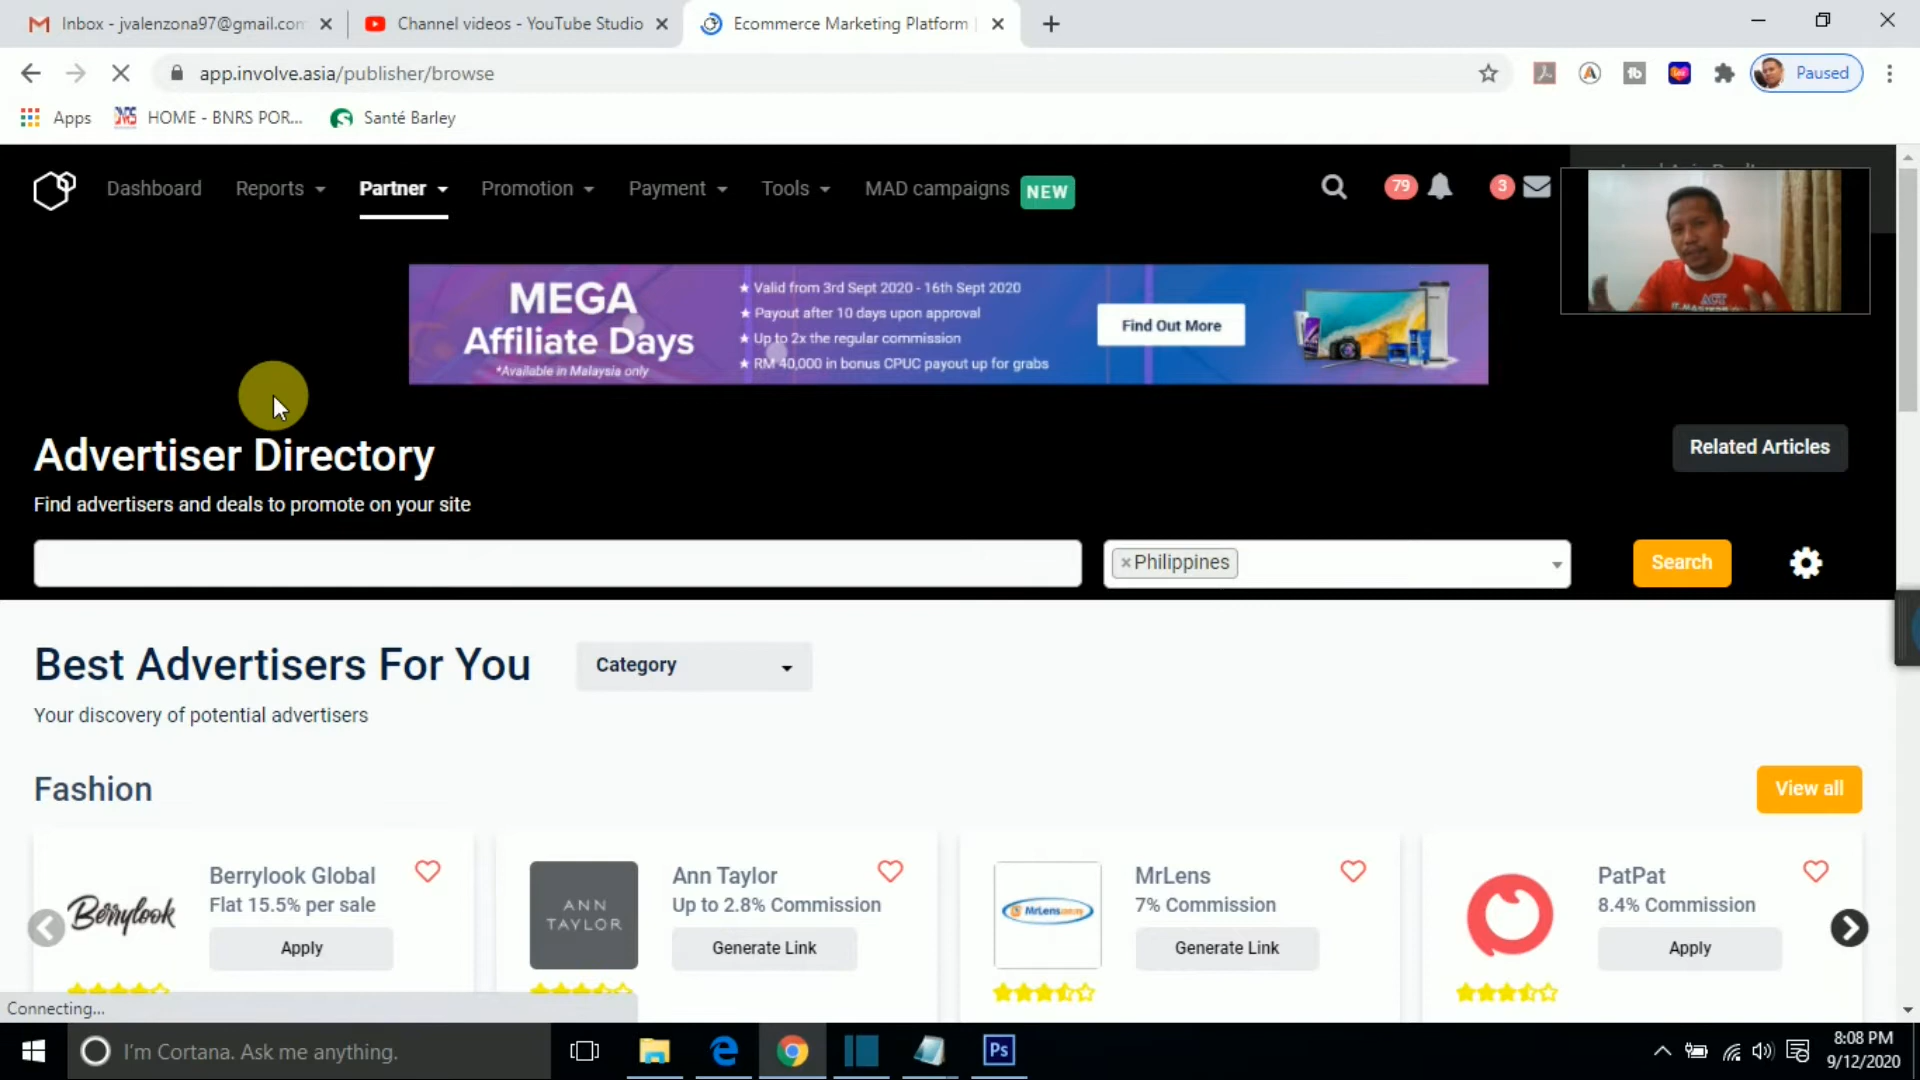 Inbox - jvalenzona97@gmail.com
Channel videos - YouTube Studio
Ecommerce Marketing Platform
app.involve.asia/publisher/browse
Paused
Apps
HOME - BNRS POR...
Santé Barley
Dashboard
Reports
Partner
Promotion
Payment
Tools
MAD campaigns
NEW
79
3
MEGA
Affiliate Days
*Available in Malaysia only
★ Valid from 3rd Sept 2020 - 16th Sept 2020
★ Payout after 10 days upon approval
★ Up to 2x the regular commission
★ RM 40,000 in bonus CPUC payout up for grabs
Find Out More
ACT
Advertiser Directory
Related Articles
Find advertisers and deals to promote on your site
×Philippines
Search
Best Advertisers For You
Category
Your discovery of potential advertisers
Fashion
View all
Berrylook
Berrylook Global
Flat 15.5% per sale
Apply
ANN
TAYLOR
Ann Taylor
Up to 2.8% Commission
Generate Link
MrLens
MrLens
7% Commission
Generate Link
PatPat
8.4% Commission
Apply
Connecting...
I'm Cortana. Ask me anything.
Ps
8:08 PM
9/12/2020